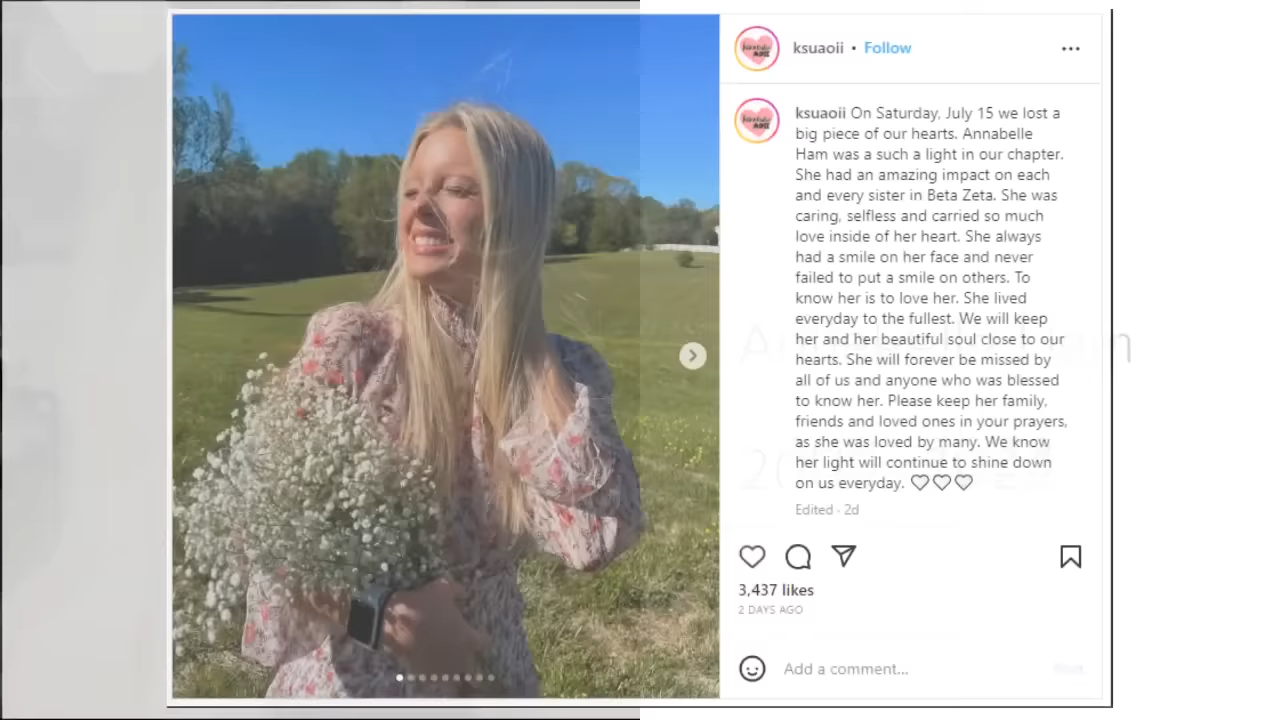 ksuaoii • Follow
ksuaoii On Saturday, July 15 we lost a
big piece of our hearts. Annabelle
Ham was a such a light in our chapter.
She had an amazing impact on each
and every sister in Beta Zeta. She was
caring, selfless and carried so much
love inside of her heart. She always
had a smile on her face and never
failed to put a smile on others. To
know her is to love her. She lived
everyday to the fullest. We will keep
her and her beautiful soul close to our
hearts. She will forever be missed by
all of us and anyone who was blessed
to know her. Please keep her family,
friends and loved ones in your prayers,
as she was loved by many. We know
her light will continue to shine down
on us everyday. ♡♡♡
Edited · 2d
3,437 likes
2 DAYS AGO
Add a comment...
Post